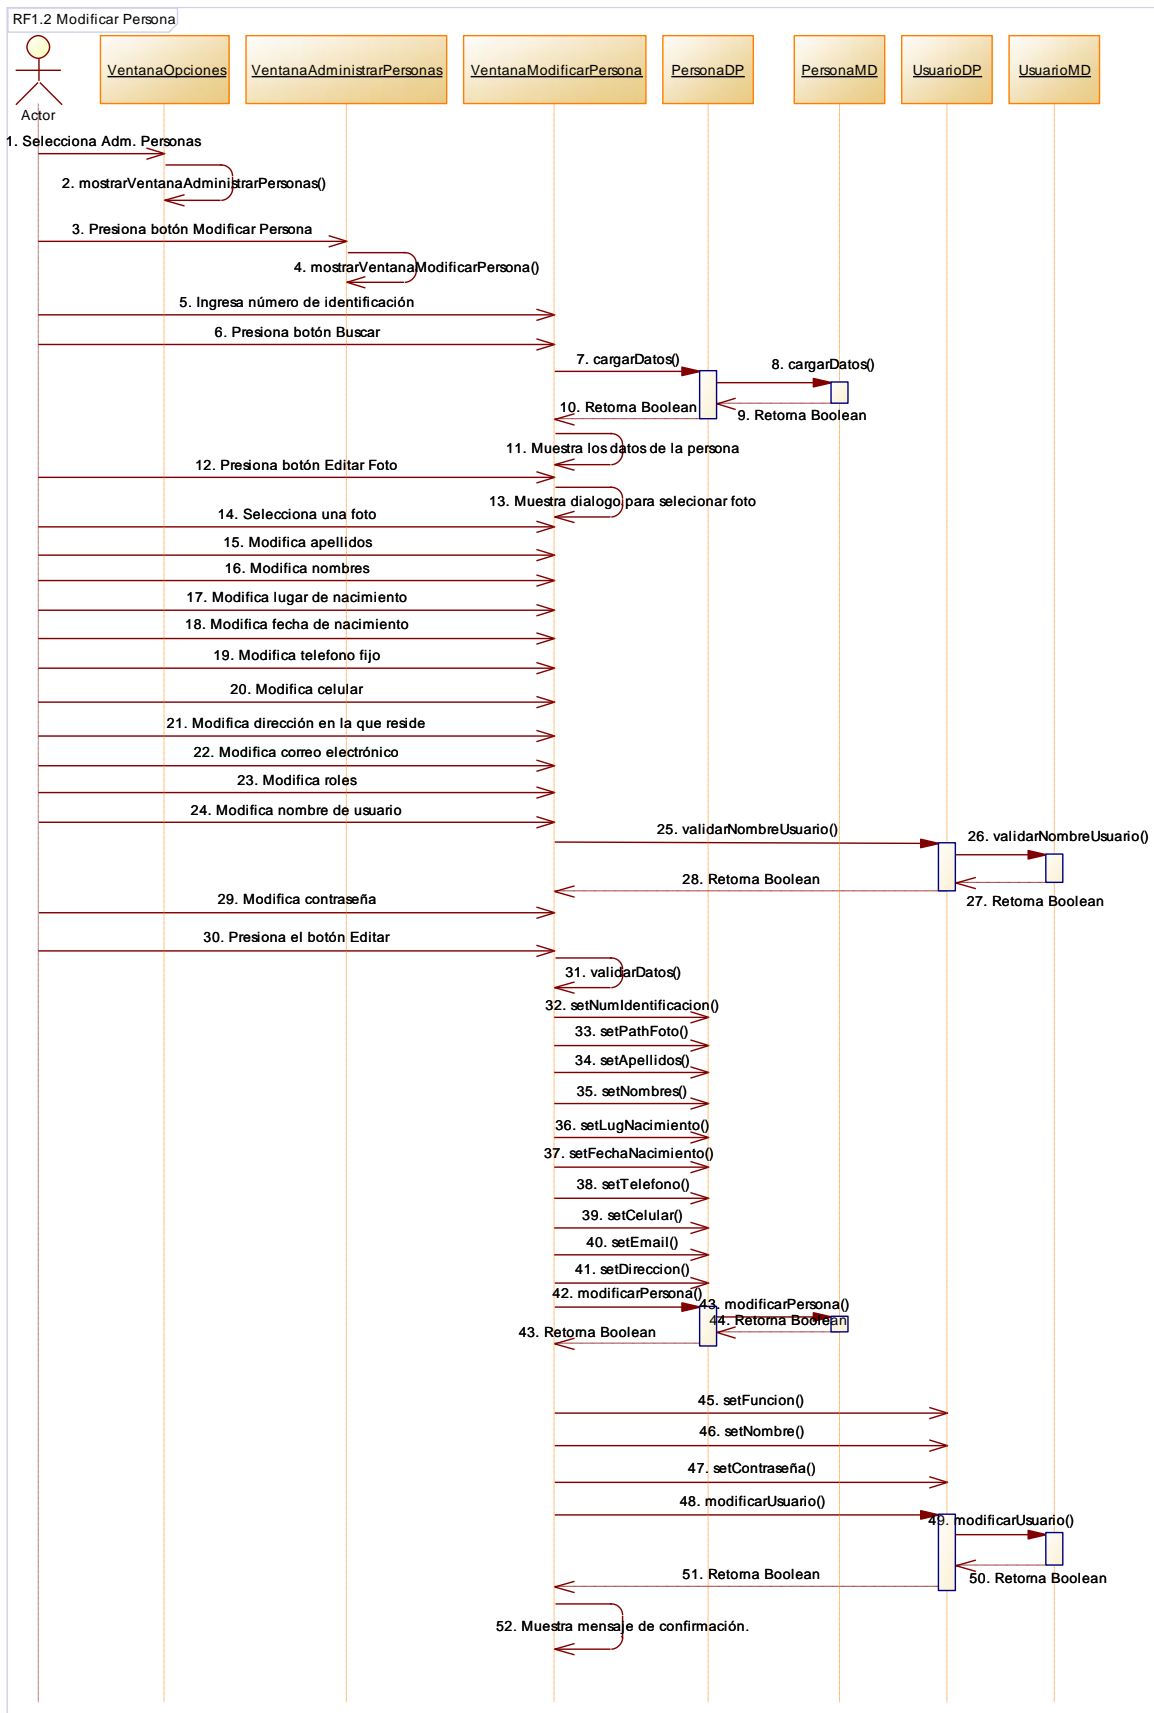 RF1.2 Modificar Persona
VentanaOpciones
VentanaAdministrarPersonas
VentanaModificarPersona
PersonaDP
PersonaMD
UsuarioDP
UsuarioMD
Actor
1. Selecciona Adm. Personas
2. mostrarVentanaAdministrarPersonas()
3. Presiona botón Modificar Persona
4. mostrarVentanaModificarPersona()
5. Ingresa número de identificación
6. Presiona botón Buscar
7. cargarDatos()
8. cargarDatos()
10. Retorna Boolean
9. Retorna Boolean
11. Muestra los datos de la persona
12. Presiona botón Editar Foto
13. Muestra dialogo para selecionar foto
14. Selecciona una foto
15. Modifica apellidos
16. Modifica nombres
17. Modifica lugar de nacimiento
18. Modifica fecha de nacimiento
19. Modifica telefono fijo
20. Modifica celular
21. Modifica dirección en la que reside
22. Modifica correo electrónico
23. Modifica roles
24. Modifica nombre de usuario
25. validarNombreUsuario()
26. validarNombreUsuario()
28. Retorna Boolean
27. Retorna Boolean
29. Modifica contraseña
30. Presiona el botón Editar
31. validarDatos()
32. setNumIdentificacion()
33. setPathFoto()
34. setApellidos()
35. setNombres()
36. setLugNacimiento()
37. setFechaNacimiento()
38. setTelefono()
39. setCelular()
40. setEmail()
41. setDireccion()
42. modificarPersona()
43. modificarPersona()
44. Retorna Boolean
43. Retorna Boolean
45. setFuncion()
46. setNombre()
47. setContraseña()
48. modificarUsuario()
49. modificarUsuario()
51. Retorna Boolean
50. Retorna Boolean
52. Muestra mensaje de confirmación.